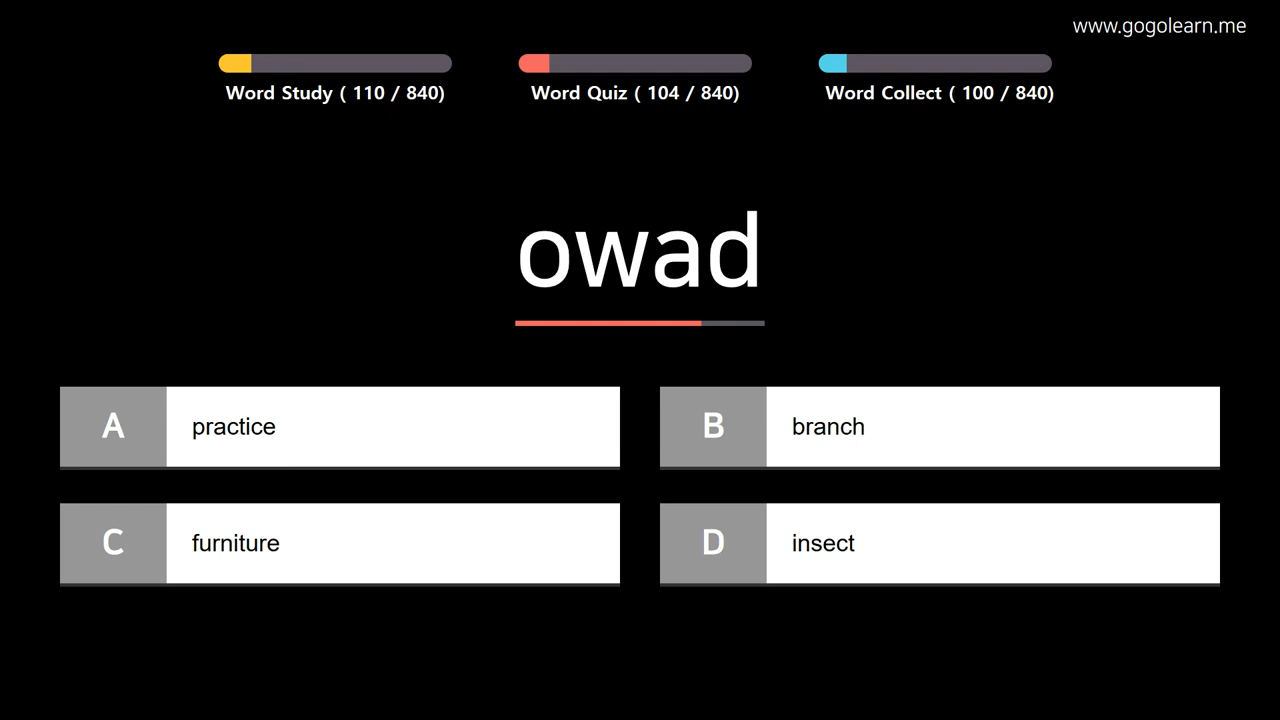 www.gogolearn.me
Word Study ( 110 / 840)
Word Quiz ( 104 / 840)
Word Collect ( 100 / 840)
owad
A practice
B branch
C furniture
D insect